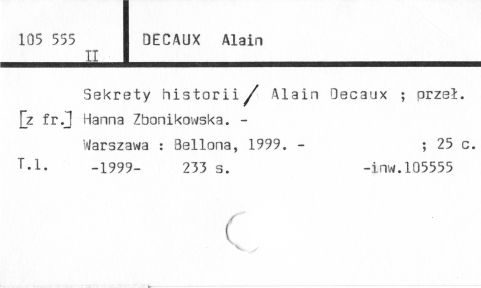 105 555 DECAUX Alain
II
Sekrety historii / Alain Decaux ; przeł.
[z fr.] Hanna Zbonikowska. -
Warszawa : Bellona, 1999. - ; 25 c.
T.1. -1999- 233 s. -inw.105555